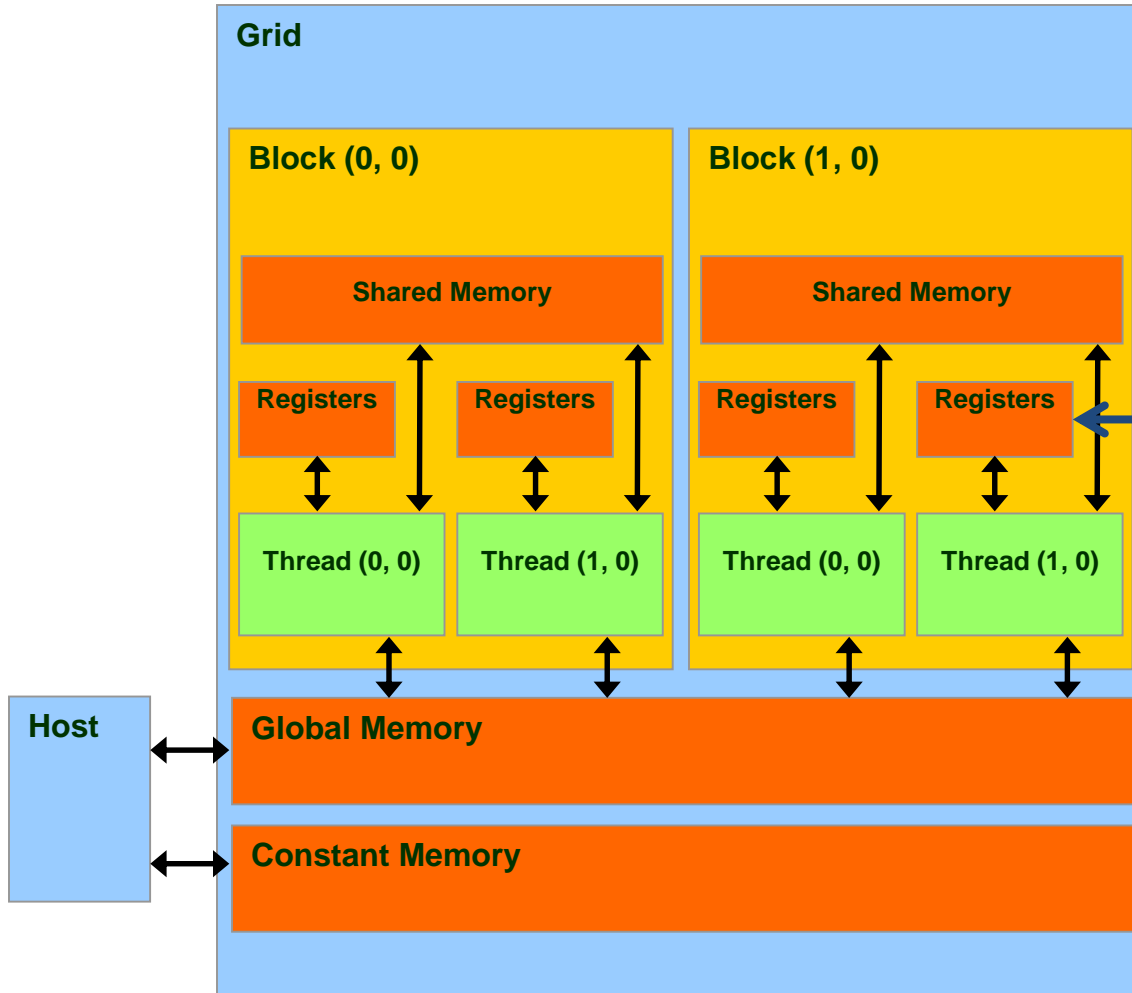 Grid
Block (0, 0)
Block (1, 0)
Shared Memory
Shared Memory
Registers
Registers
Registers
Registers
Thread (0, 0)
Thread (1, 0)
Thread (0, 0)
Thread (1, 0)
Host
Global Memory
Constant Memory